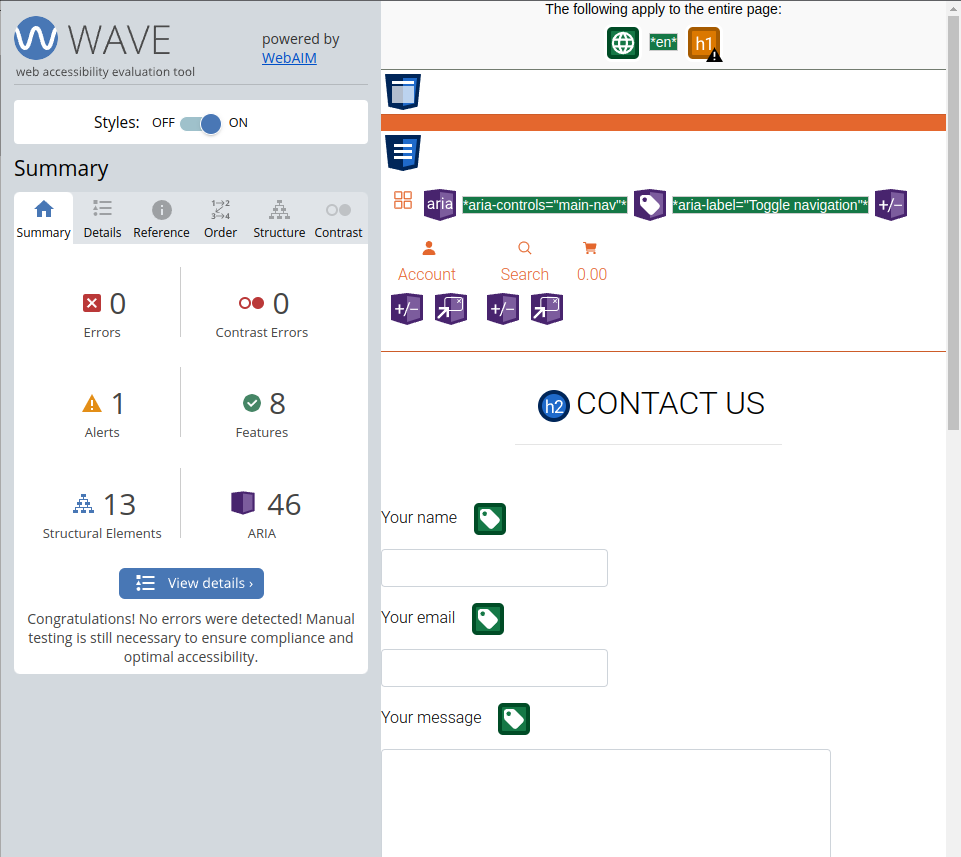 WAVE
web accessibility evaluation tool
powered by
WebAIM
Styles: OFF ON
Summary
Summary Details Reference Order Structure Contrast
0
Errors
0
Contrast Errors
1
Alerts
8
Features
13
Structural Elements
46
ARIA
View details ›
Congratulations! No errors were detected! Manual
testing is still necessary to ensure compliance and
optimal accessibility.
The following apply to the entire page:
*en* h1
aria *aria-controls="main-nav"* *aria-label="Toggle navigation"* +/−
Account Search 0.00
+/− +/−
h2 CONTACT US
Your name
Your email
Your message